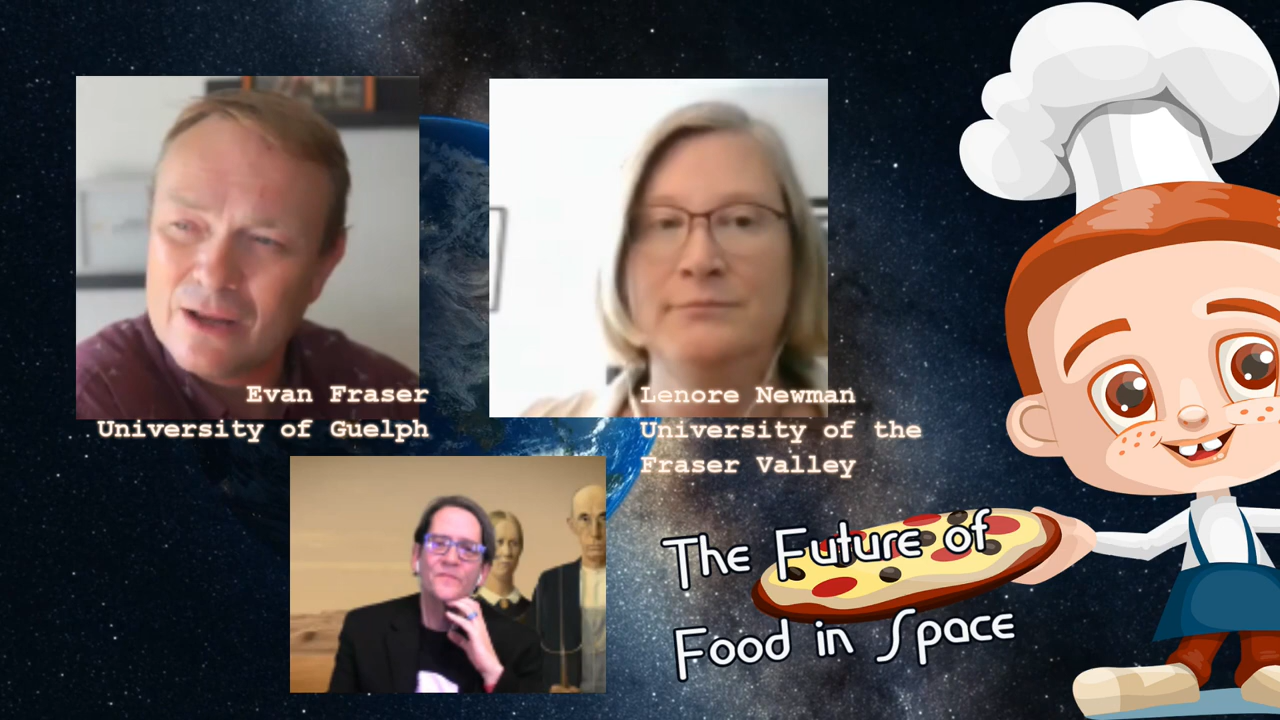 Evan Fraser
University of Guelph
Lenore Newman
University of the
Fraser Valley
The Future of
Food in Space